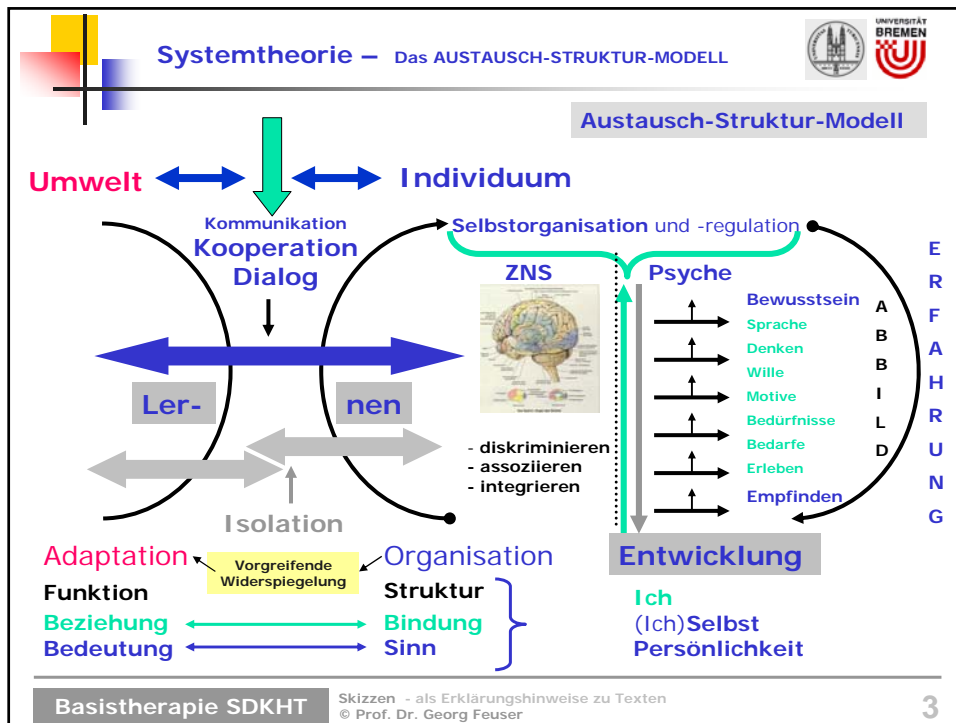 Systemtheorie – Das AUSTAUSCH-STRUKTUR-MODELL
UNIVERSITÄT
BREMEN
Austausch-Struktur-Modell
Umwelt
Individuum
Kommunikation
Kooperation
Dialog
Selbstorganisation und -regulation
ZNS
Psyche
Bewusstsein
Sprache
Denken
Wille
Motive
Bedürfnisse
Bedarfe
Erleben
Empfinden
ABBILD
ERFAHRUNG
Ler-
nen
- diskriminieren
- assoziieren
- integrieren
Isolation
Adaptation
Vorgreifende
Widerspiegelung
Organisation
Entwicklung
Funktion
Struktur
Beziehung
Bindung
Bedeutung
Sinn
Ich
(Ich)Selbst
Persönlichkeit
Basistherapie SDKHT
Skizzen - als Erklärungshinweise zu Texten
© Prof. Dr. Georg Feuser
3